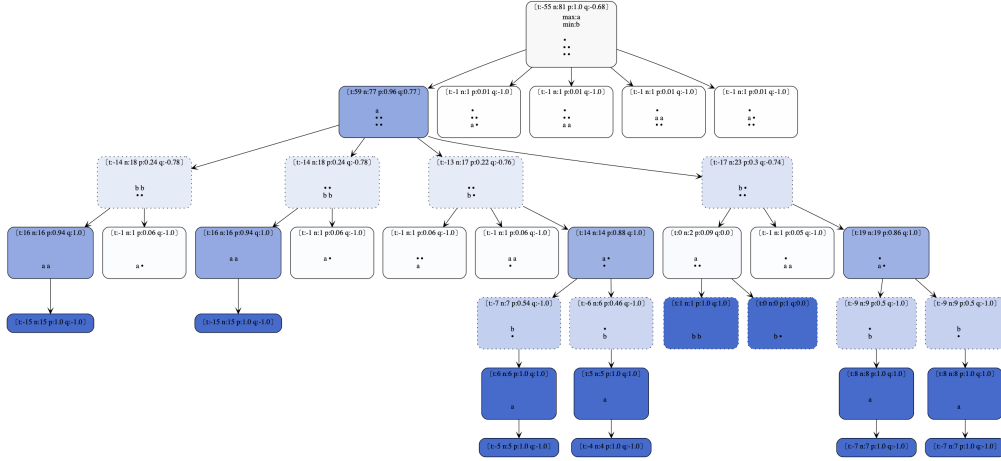 [t:-55 n:81 p:1.0 q:-0.68]
max:a
min:b
•
• •
• •
[t:59 n:77 p:0.96 q:0.77]
a
• •
• •
[t:-1 n:1 p:0.01 q:-1.0]
•
• •
a •
[t:-1 n:1 p:0.01 q:-1.0]
•
• •
a a
[t:-1 n:1 p:0.01 q:-1.0]
•
a a
• •
[t:-1 n:1 p:0.01 q:-1.0]
•
a •
• •
[t:-14 n:18 p:0.24 q:-0.78]
b b
• •
[t:-14 n:18 p:0.24 q:-0.78]
• •
b b
[t:-13 n:17 p:0.22 q:-0.76]
• •
b •
[t:-17 n:23 p:0.3 q:-0.74]
b •
• •
[t:16 n:16 p:0.94 q:1.0]
a a
[t:-1 n:1 p:0.06 q:-1.0]
a •
[t:16 n:16 p:0.94 q:1.0]
a a
[t:-1 n:1 p:0.06 q:-1.0]
a •
[t:-1 n:1 p:0.06 q:-1.0]
• •
a
[t:-1 n:1 p:0.06 q:-1.0]
a a
•
[t:14 n:14 p:0.88 q:1.0]
a •
•
[t:0 n:2 p:0.09 q:0.0]
a
• •
[t:-1 n:1 p:0.05 q:-1.0]
•
a a
[t:19 n:19 p:0.86 q:1.0]
•
a •
[t:-15 n:15 p:1.0 q:-1.0]
[t:-15 n:15 p:1.0 q:-1.0]
[t:-7 n:7 p:0.54 q:-1.0]
b
•
[t:-6 n:6 p:0.46 q:-1.0]
•
b
[t:1 n:1 p:1.0 q:1.0]
b b
[t:0 n:0 p:1 q:0.0]
b •
[t:-9 n:9 p:0.5 q:-1.0]
•
b
[t:-9 n:9 p:0.5 q:-1.0]
b
•
[t:6 n:6 p:1.0 q:1.0]
a
[t:5 n:5 p:1.0 q:1.0]
a
[t:8 n:8 p:1.0 q:1.0]
a
[t:8 n:8 p:1.0 q:1.0]
a
[t:-5 n:5 p:1.0 q:-1.0]
[t:-4 n:4 p:1.0 q:-1.0]
[t:-7 n:7 p:1.0 q:-1.0]
[t:-7 n:7 p:1.0 q:-1.0]